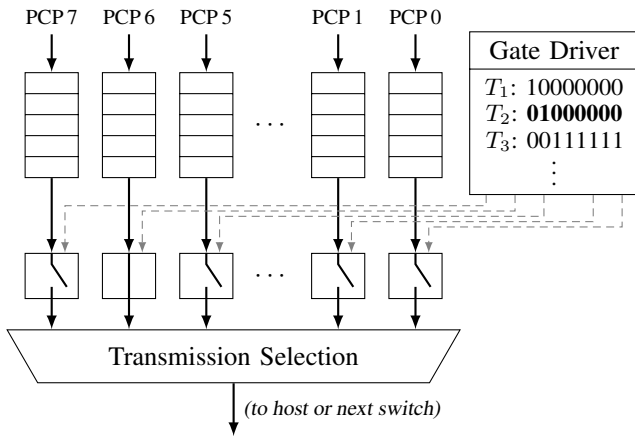 PCP 7 PCP 6 PCP 5 PCP 1 PCP 0
Gate Driver
T₁: 10000000
T₂: 01000000
T₃: 00111111
⋮
. . .
. . .
Transmission Selection
(to host or next switch)